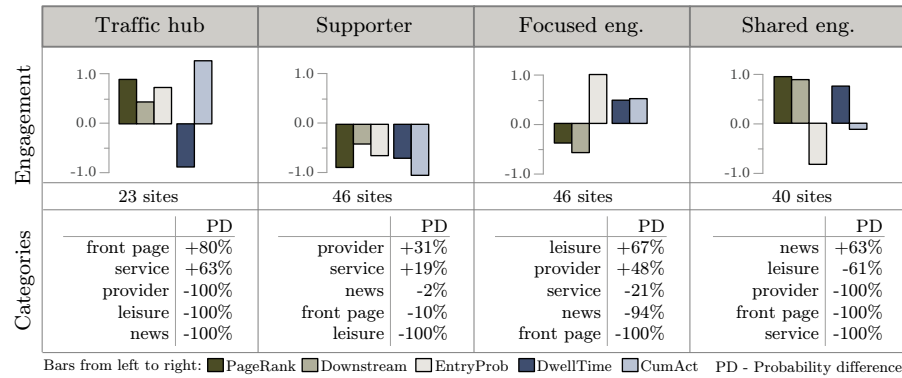 Traffic hub Supporter Focused eng. Shared eng.
Engagement
1.0 1.0 1.0 1.0
0.0 0.0 0.0 0.0
-1.0 -1.0 -1.0 -1.0
23 sites 46 sites 46 sites 40 sites
Categories
PD PD PD PD
front page +80% provider +31% leisure +67% news +63%
service +63% service +19% provider +48% leisure -61%
provider -100% news -2% service -21% provider -100%
leisure -100% front page -10% news -94% front page -100%
news -100% leisure -100% front page -100% service -100%
Bars from left to right: PageRank Downstream EntryProb DwellTime CumAct PD - Probability difference